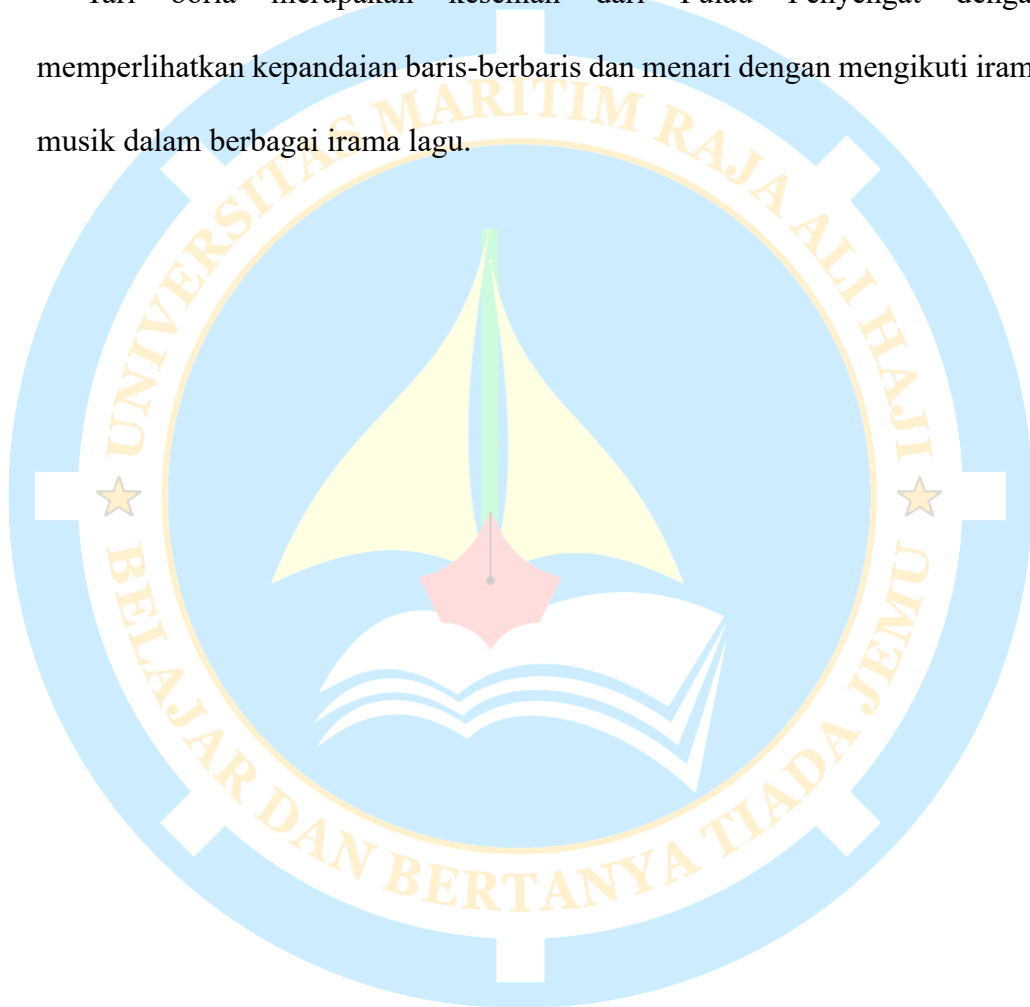 Tari boria merupakan kesenian dari Pulau Penyengat denga
memperlihatkan kepandaian baris-berbaris dan menari dengan mengikuti iram
musik dalam berbagai irama lagu.
UNIVERSITAS MARITIM RAJA ALI HAJI
BELAJAR DAN BERTANYA TIADA JEMU